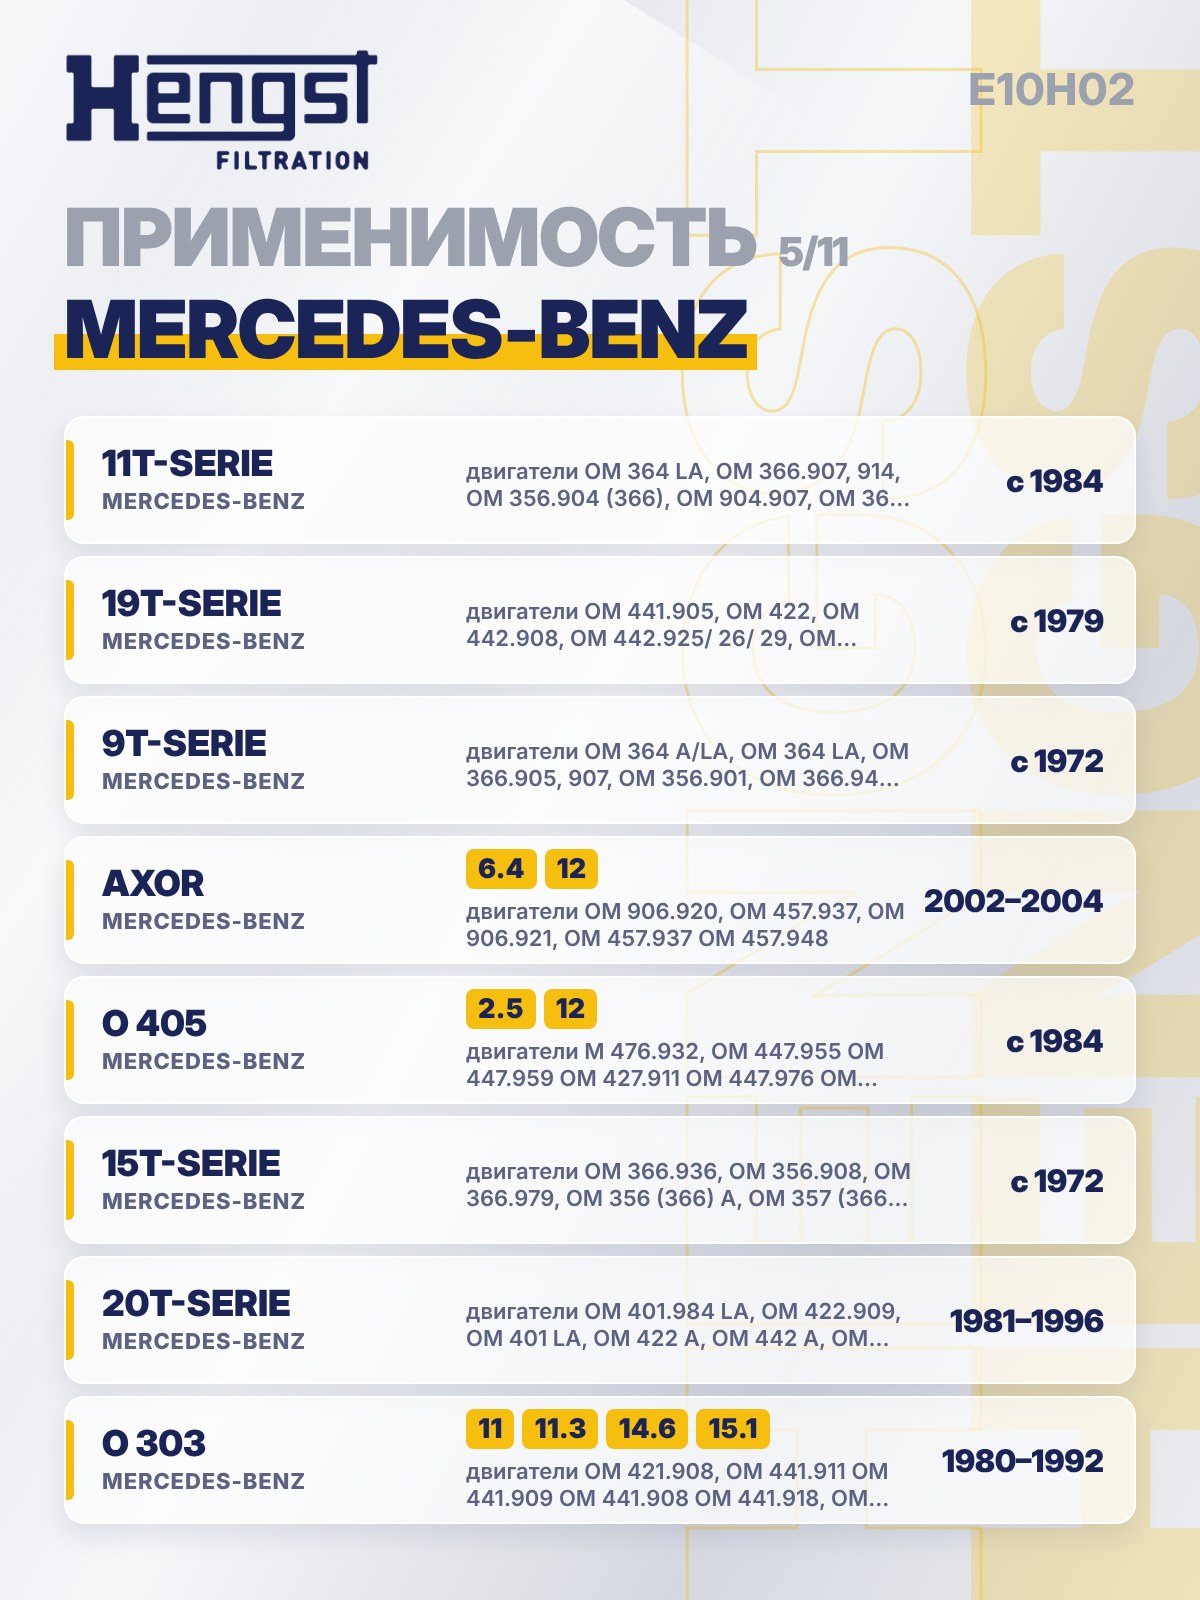 Hengst
FILTRATION
E10H02
ПРИМЕНИМОСТЬ 5/11
MERCEDES-BENZ
11T-SERIE
MERCEDES-BENZ
двигатели OM 364 LA, OM 366.907, 914,
OM 356.904 (366), OM 904.907, OM 36...
с 1984
19T-SERIE
MERCEDES-BENZ
двигатели OM 441.905, OM 422, OM
442.908, OM 442.925/ 26/ 29, OM...
с 1979
9T-SERIE
MERCEDES-BENZ
двигатели OM 364 A/LA, OM 364 LA, OM
366.905, 907, OM 356.901, OM 366.94...
с 1972
AXOR
MERCEDES-BENZ
6.4 12
двигатели OM 906.920, OM 457.937, OM
906.921, OM 457.937 OM 457.948
2002–2004
O 405
MERCEDES-BENZ
2.5 12
двигатели M 476.932, OM 447.955 OM
447.959 OM 427.911 OM 447.976 OM...
с 1984
15T-SERIE
MERCEDES-BENZ
двигатели OM 366.936, OM 356.908, OM
366.979, OM 356 (366) A, OM 357 (366...
с 1972
20T-SERIE
MERCEDES-BENZ
двигатели OM 401.984 LA, OM 422.909,
OM 401 LA, OM 422 A, OM 442 A, OM...
1981–1996
O 303
MERCEDES-BENZ
11 11.3 14.6 15.1
двигатели OM 421.908, OM 441.911 OM
441.909 OM 441.908 OM 441.918, OM...
1980–1992
HENGST